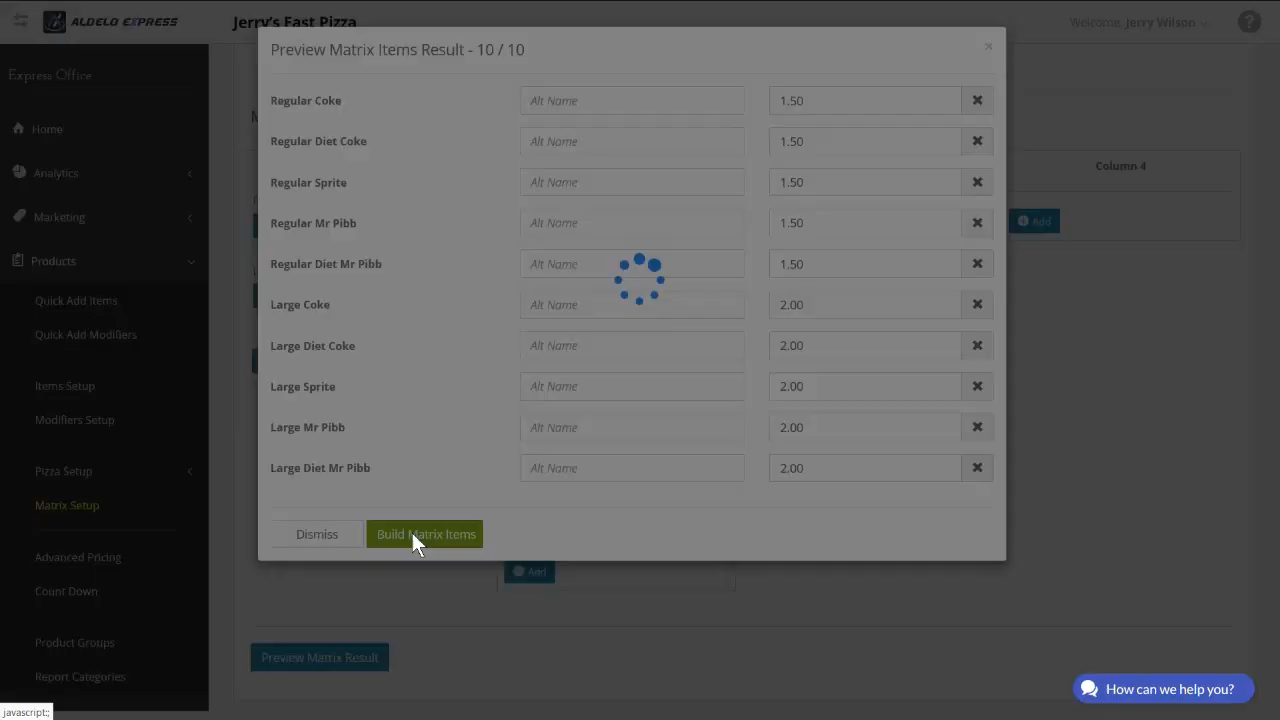 ALDELO EXPRESS
Jerry's Fast Pizza
Welcome, Jerry Wilson
?
Express Office
Home
Analytics
Marketing
Products
Quick Add Items
Quick Add Modifiers
Items Setup
Modifiers Setup
Pizza Setup
Matrix Setup
Advanced Pricing
Count Down
Product Groups
Report Categories
javascript:;
Preview Matrix Items Result - 10 / 10
×
Regular Coke Alt Name 1.50
Regular Diet Coke Alt Name 1.50
Regular Sprite Alt Name 1.50
Regular Mr Pibb Alt Name 1.50
Regular Diet Mr Pibb Alt Name 1.50
Large Coke Alt Name 2.00
Large Diet Coke Alt Name 2.00
Large Sprite Alt Name 2.00
Large Mr Pibb Alt Name 2.00
Large Diet Mr Pibb Alt Name 2.00
Dismiss Build Matrix Items
Column 4
Add
Add
Preview Matrix Result
How can we help you?